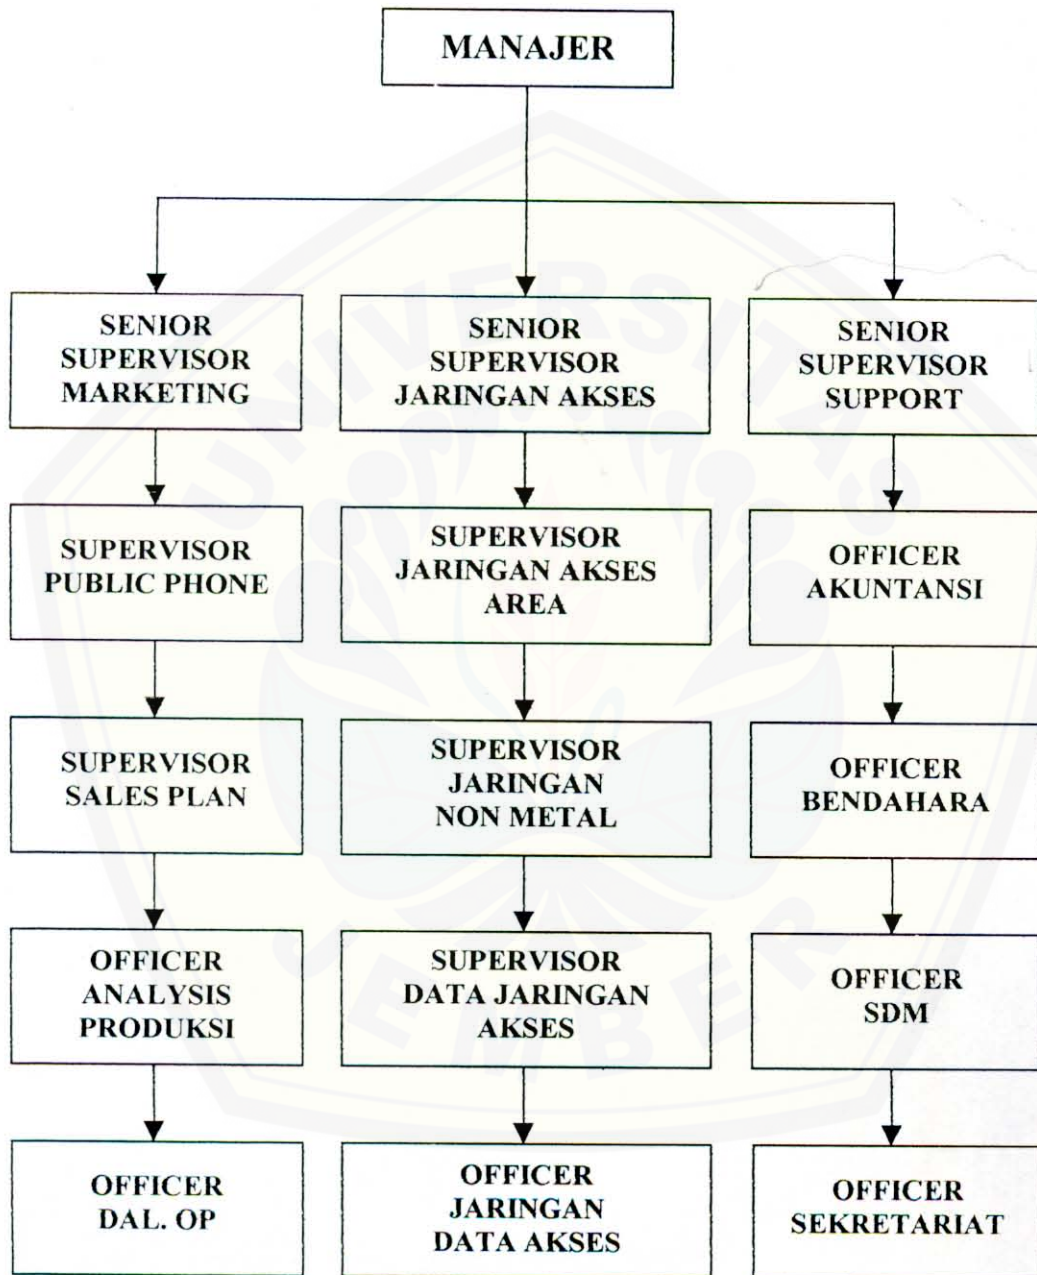 MANAJER
SENIOR
SUPERVISOR
MARKETING
SENIOR
SUPERVISOR
JARINGAN AKSES
SENIOR
SUPERVISOR
SUPPORT
SUPERVISOR
PUBLIC PHONE
SUPERVISOR
JARINGAN AKSES
AREA
OFFICER
AKUNTANSI
SUPERVISOR
SALES PLAN
SUPERVISOR
JARINGAN
NON METAL
OFFICER
BENDAHARA
OFFICER
ANALYSIS
PRODUKSI
SUPERVISOR
DATA JARINGAN
AKSES
OFFICER
SDM
OFFICER
DAL. OP
OFFICER
JARINGAN
DATA AKSES
OFFICER
SEKRETARIAT
UNIVERSITAS
JEMBER